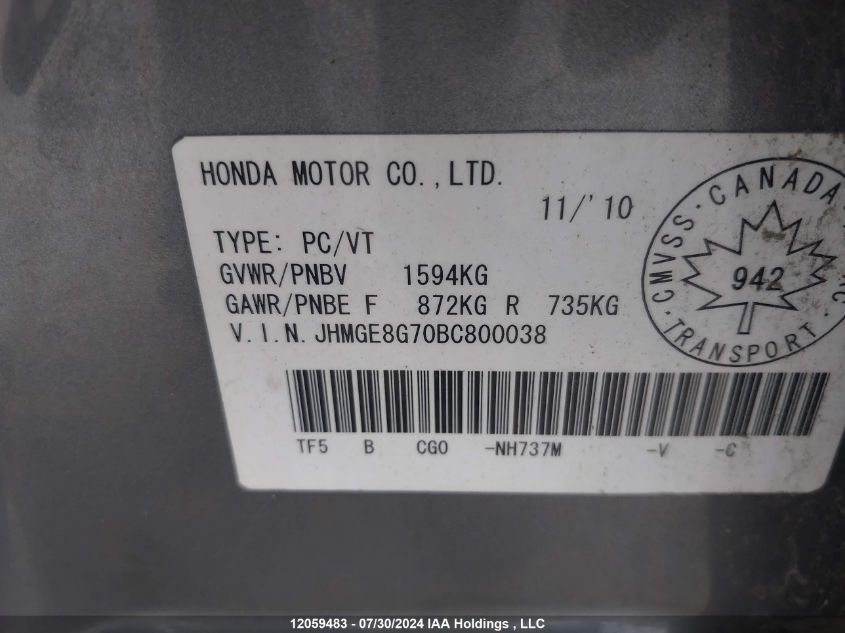 HONDA MOTOR CO.,LTD.
11/'10
TYPE: PC/VT
GVWR/PNBV 1594KG
GAWR/PNBE F 872KG R 735KG
V.I.N. JHMGE8G70BC800038
CMVSS · CANADA
942
TRANSPORT
TF5 B CG0 -NH737M -V -C
12059483 - 07/30/2024 IAA Holdings , LLC